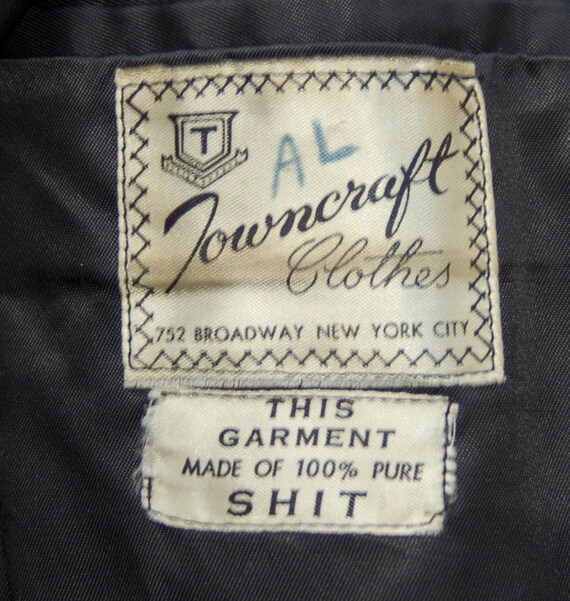 T
AL
Towncraft
Clothes
752 BROADWAY NEW YORK CITY
THIS
GARMENT
MADE OF 100% PURE
SHIT